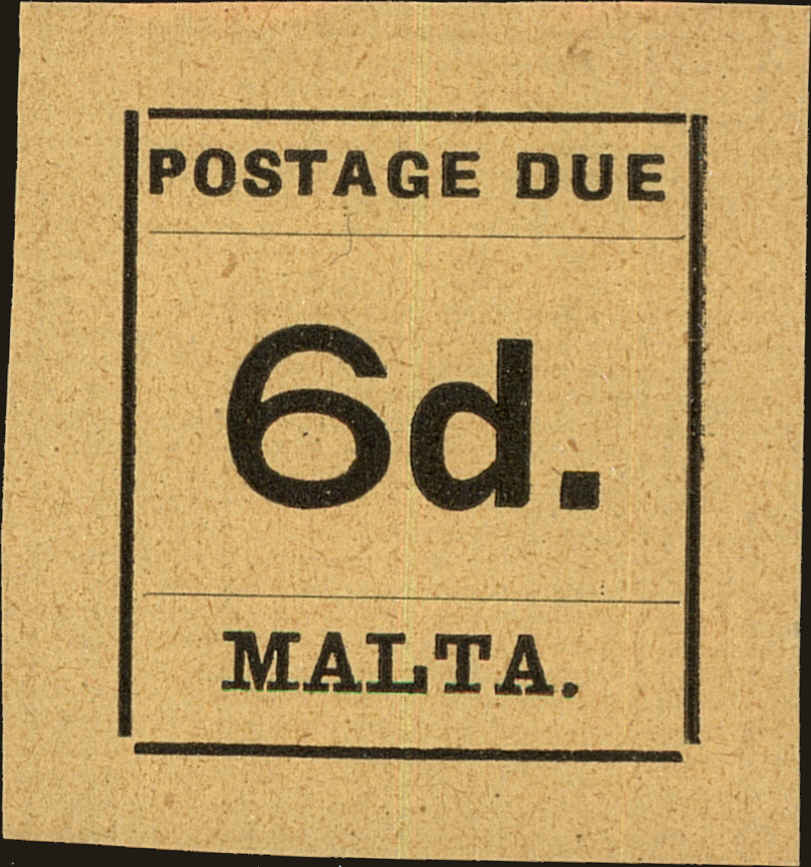 POSTAGE DUE
6d.
MALTA.